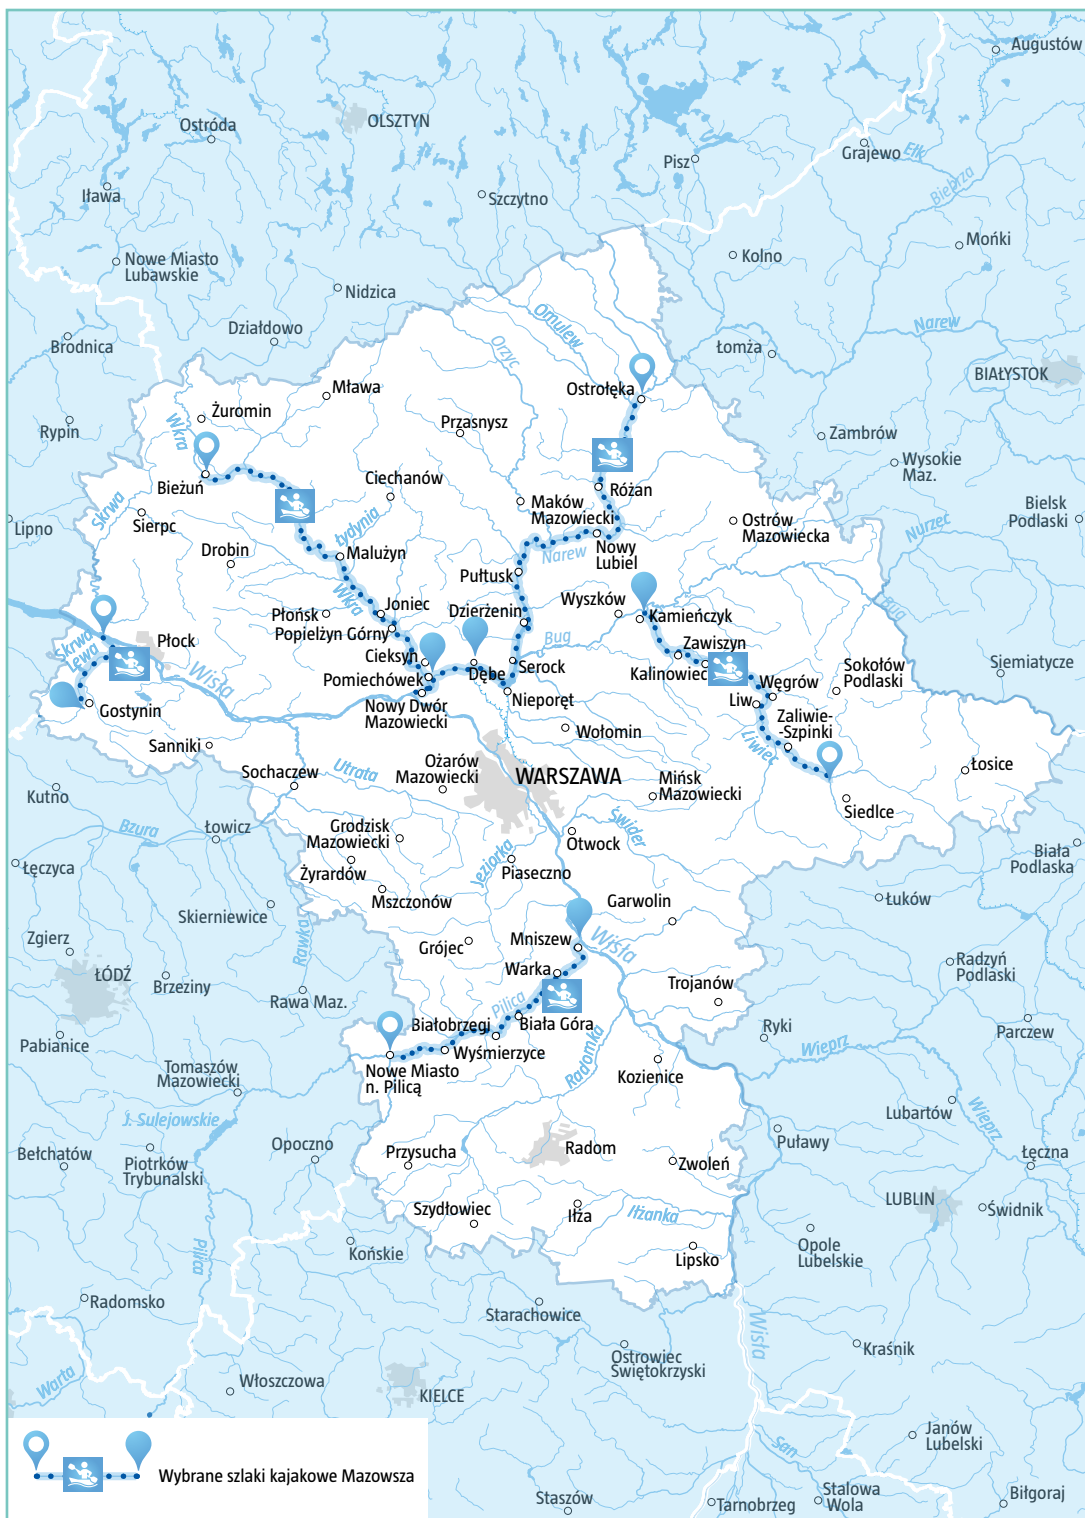 Augustów
OLSZTYN
Ostróda
Grajewo
Ełk
Pisz
Biebrza
Szczytno
Iława
Mońki
Kolno
Nowe Miasto
Lubawskie
Nidzica
Omulew
Narew
Działdowo
Orzyc
Brodnica
Łomża
BIAŁYSTOK
Ostrołęka
Mława
Żuromin
Wkra
Przasnysz
Rypin
Zambrów
Wysokie
Maz.
Bieżuń
Ciechanów
Różan
Skrwa
Maków
Mazowiecki
Bielsk
Podlaski
Lipno
Sierpc
Łydynia
Ostrów
Mazowiecka
Nurzec
Nowy
Lubiel
Drobin
Malużyn
Narew
Pułtusk
Wkra
Joniec
Wyszków
Bug
Płońsk
Dzierżenin
Kamieńczyk
Popielżyn Górny
Płock
Skrwa
Lewa
Bug
Zawiszyn
Cieksyn
Serock
Kalinowiec
Sokołów
Podlaski
Siemiatycze
Wisła
Pomiechówek
Dębe
Węgrów
Liw
Nieporęt
Gostynin
Nowy Dwór
Mazowiecki
Zaliwie-
-Szpinki
Wołomin
Liwiec
Sanniki
Ożarów
Mazowiecki
WARSZAWA
Łosice
Sochaczew
Utrata
Mińsk
Mazowiecki
Kutno
Siedlce
Bzura
Łowicz
Grodzisk
Mazowiecki
Świder
Otwock
Jeziorka
Biała
Podlaska
Łęczyca
Żyrardów
Piaseczno
Mszczonów
Garwolin
Łuków
Skierniewice
Rawka
Mniszew
Wisła
Zgierz
Grójec
Warka
Radzyń
Podlaski
ŁÓDŹ
Brzeziny
Rawa Maz.
Trojanów
Pilica
Białobrzegi
Biała Góra
Ryki
Parczew
Pabianice
Wyśmierzyce
Wieprz
Nowe Miasto
n. Pilicą
Radomka
Kozienice
Tomaszów
Mazowiecki
Lubartów
Wieprz
J. Sulejowskie
Opoczno
Puławy
Bełchatów
Piotrków
Trybunalski
Przysucha
Radom
Zwoleń
Łęczna
LUBLIN
Świdnik
Szydłowiec
Iłża
Iłżanka
Końskie
Pilica
Lipsko
Opole
Lubelskie
Radomsko
Starachowice
Wisła
Ostrowiec
Świętokrzyski
Kraśnik
Warta
Włoszczowa
KIELCE
Janów
Lubelski
San
Wybrane szlaki kajakowe Mazowsza
Staszów
Tarnobrzeg
Stalowa
Wola
Biłgoraj